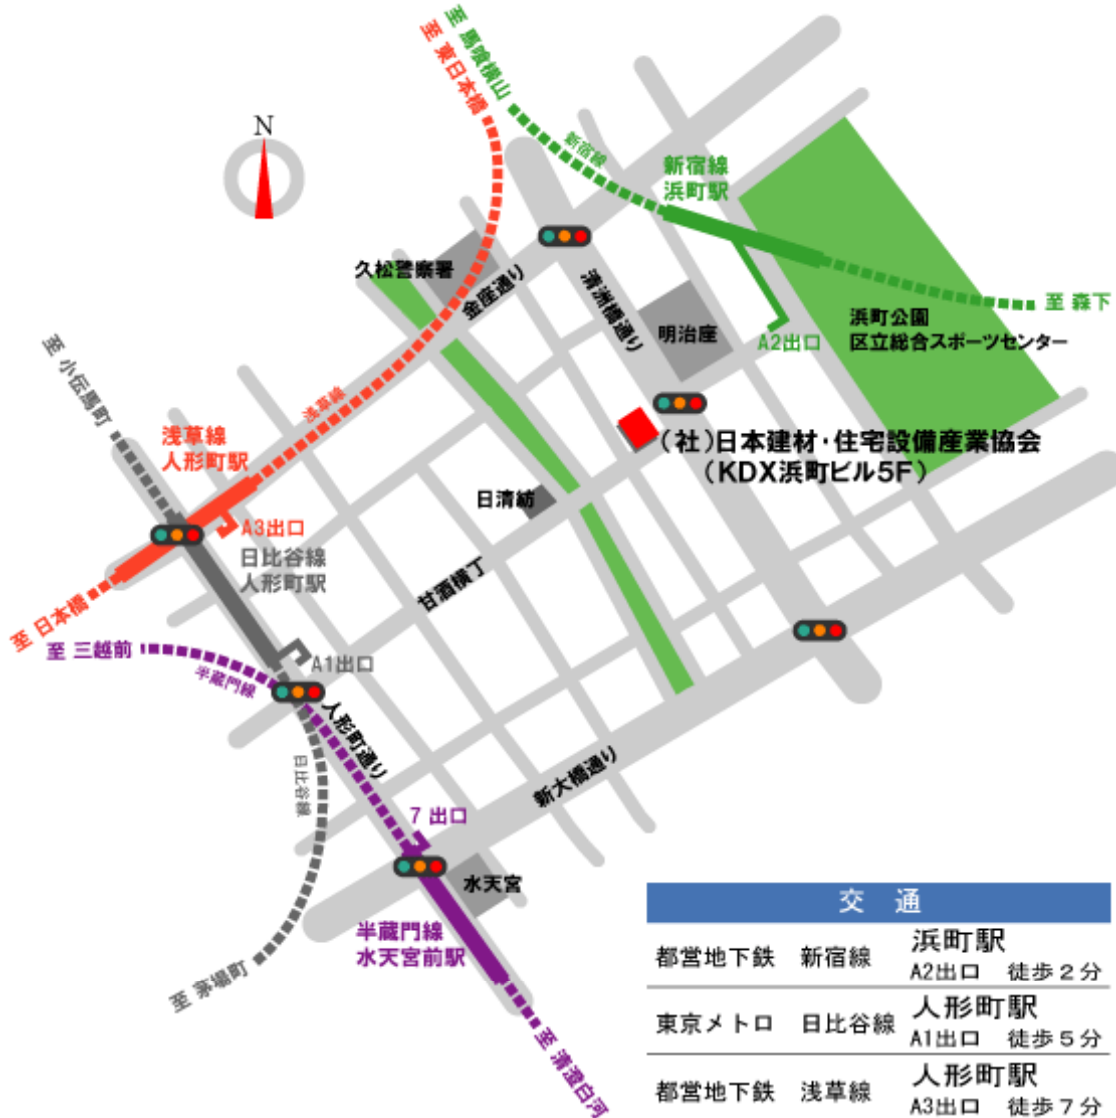 至 馬喰横山
至 東日本橋
N
新宿線
新宿線
浜町駅
久松警察署
金座通り
清洲橋通り
明治座
A2出口
至 森下
浜町公園
区立総合スポーツセンター
至 小伝馬町
浅草線
浅草線
人形町駅
(社)日本建材・住宅設備産業協会
(KDX浜町ビル5F)
日清紡
A3出口
日比谷線
人形町駅
甘酒横丁
至 日本橋
至 三越前
半蔵門線
A1出口
人形町通り
日比谷線
新大橋通り
7 出口
水天宮
半蔵門線
水天宮前駅
至 茅場町
至 清澄白河
交 通
都営地下鉄 新宿線 浜町駅
A2出口 徒歩2分
東京メトロ 日比谷線 人形町駅
A1出口 徒歩5分
都営地下鉄 浅草線 人形町駅
A3出口 徒歩7分